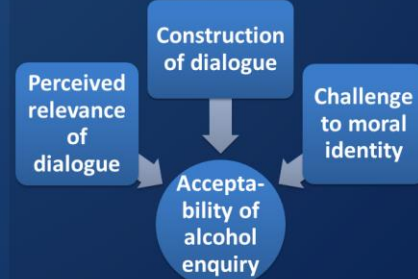 Construction
of dialogue
Perceived
relevance
of
dialogue
Challenge
to moral
identity
Accepta-
bility of
alcohol
enquiry